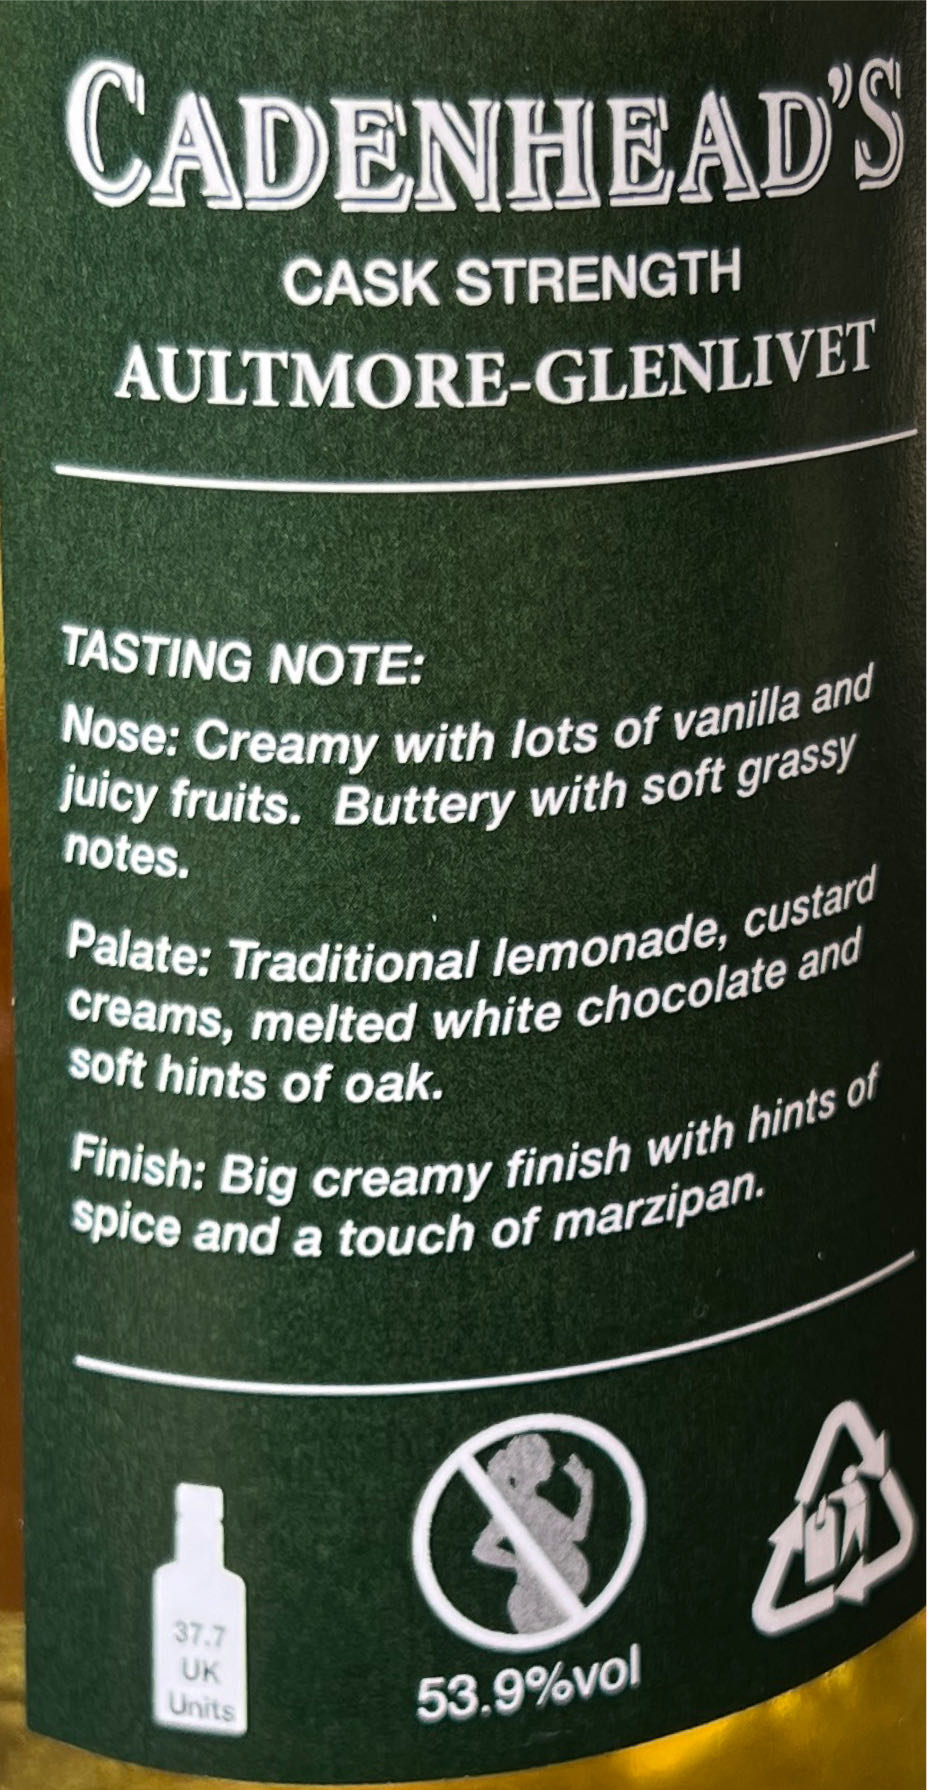 CADENHEAD'S
CASK STRENGTH
AULTMORE-GLENLIVET
TASTING NOTE:
Nose: Creamy with lots of vanilla and
juicy fruits. Buttery with soft grassy
notes.
Palate: Traditional lemonade, custard
creams, melted white chocolate and
soft hints of oak.
Finish: Big creamy finish with hints of
spice and a touch of marzipan.
37.7
UK
Units
53.9%vol